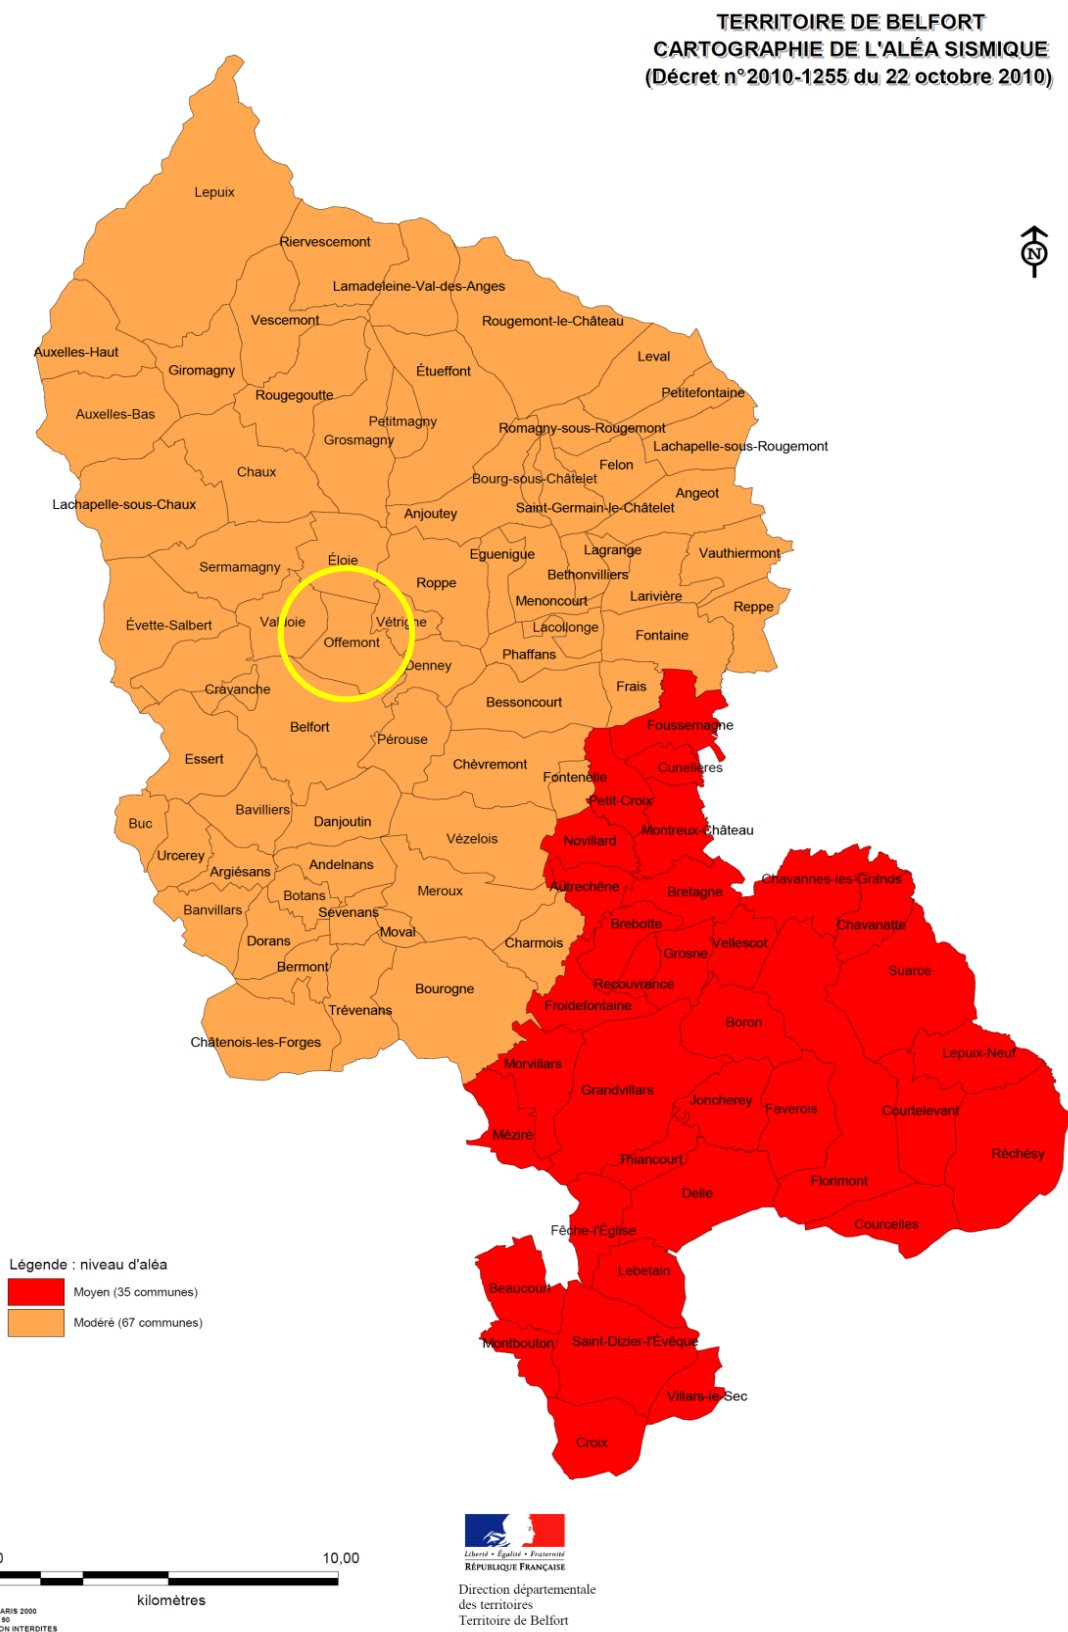 TERRITOIRE DE BELFORT
CARTOGRAPHIE DE L'ALÉA SISMIQUE
(Décret n°2010-1255 du 22 octobre 2010)
N
Lepuix
Riervescemont
Lamadeleine-Val-des-Anges
Vescemont
Rougemont-le-Château
Auxelles-Haut
Leval
Giromagny
Étueffont
Rougegoutte
Petitefontaine
Auxelles-Bas
Petitmagny
Romagny-sous-Rougemont
Grosmagny
Lachapelle-sous-Rougemont
Chaux
Felon
Bourg-sous-Châtelet
Angeot
Lachapelle-sous-Chaux
Saint-Germain-le-Châtelet
Anjoutey
Éloie
Eguenigue
Lagrange
Vauthiermont
Sermamagny
Roppe
Bethonvilliers
Menoncourt
Larivière
Reppe
Évette-Salbert
Valdoie
Vétrigne
Lacollonge
Offemont
Fontaine
Phaffans
Denney
Cravanche
Frais
Bessoncourt
Belfort
Foussemagne
Pérouse
Essert
Chèvremont
Cunelières
Fontenelle
Petit-Croix
Bavilliers
Buc
Danjoutin
Montreux-Château
Vézelois
Novillard
Urcerey
Andelnans
Argiésans
Chavannes-les-Grands
Autrechêne
Meroux
Bretagne
Botans
Banvillars
Sévenans
Brebotte
Chavanatte
Moval
Dorans
Charmois
Vellescot
Grosne
Bermont
Suarce
Recouvrance
Bourogne
Froidefontaine
Trévenans
Boron
Châtenois-les-Forges
Lepuix-Neuf
Morvillars
Grandvillars
Joncherey
Faverois
Courtelevant
Méziré
Réchésy
Thiancourt
Florimont
Delle
Courcelles
Fêche-l'Église
Lebetain
Beaucourt
Saint-Dizier-l'Évêque
Montbouton
Villars-le-Sec
Croix
Légende : niveau d'aléa
Moyen (35 communes)
Modéré (67 communes)
0 10,00
kilomètres
ARIS 2000
90
ON INTERDITES
Liberté • Égalité • Fraternité
RÉPUBLIQUE FRANÇAISE
Direction départementale
des territoires
Territoire de Belfort